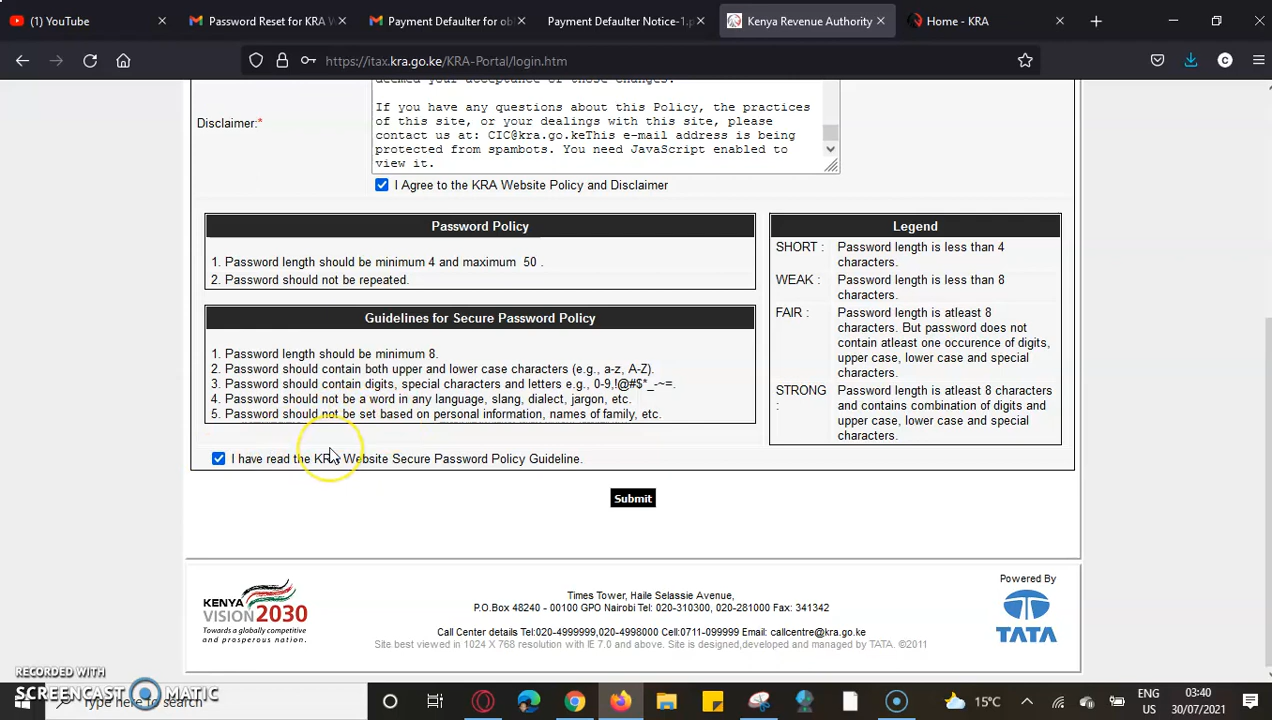 (1) YouTube
Password Reset for KRA W
Payment Defaulter for ob
Payment Defaulter Notice-1.p
Kenya Revenue Authority
Home - KRA
https://itax.kra.go.ke/KRA-Portal/login.htm
C
deemed your acceptance of those changes.
If you have any questions about this Policy, the practices
of this site, or your dealings with this site, please
contact us at: CIC@kra.go.keThis e-mail address is being
protected from spambots. You need JavaScript enabled to
view it.
Disclaimer:*
I Agree to the KRA Website Policy and Disclaimer
Password Policy
1. Password length should be minimum 4 and maximum 50 .
2. Password should not be repeated.
Guidelines for Secure Password Policy
1. Password length should be minimum 8.
2. Password should contain both upper and lower case characters (e.g., a-z, A-Z).
3. Password should contain digits, special characters and letters e.g., 0-9,!@#$*_-~=.
4. Password should not be a word in any language, slang, dialect, jargon, etc.
5. Password should not be set based on personal information, names of family, etc.
Legend
SHORT : Password length is less than 4
characters.
WEAK : Password length is less than 8
characters.
FAIR : Password length is atleast 8
characters. But password does not
contain atleast one occurence of digits,
upper case, lower case and special
characters.
STRONG Password length is atleast 8 characters
: and contains combination of digits and
upper case, lower case and special
characters.
I have read the KRA Website Secure Password Policy Guideline.
Submit
KENYA
VISION 2030
Towards a globally competitive
and prosperous nation.
Times Tower, Haile Selassie Avenue,
P.O.Box 48240 - 00100 GPO Nairobi Tel: 020-310300, 020-281000 Fax: 341342
Call Center details Tel:020-4999999,020-4998000 Cell:0711-099999 Email: callcentre@kra.go.ke
Site best viewed in 1024 X 768 resolution with IE 7.0 and above. Site is designed,developed and managed by TATA. ©2011
Powered By
TATA
RECORDED WITH
SCREENCAST MATIC
Type here to search
15°C
ENG
US
03:40
30/07/2021